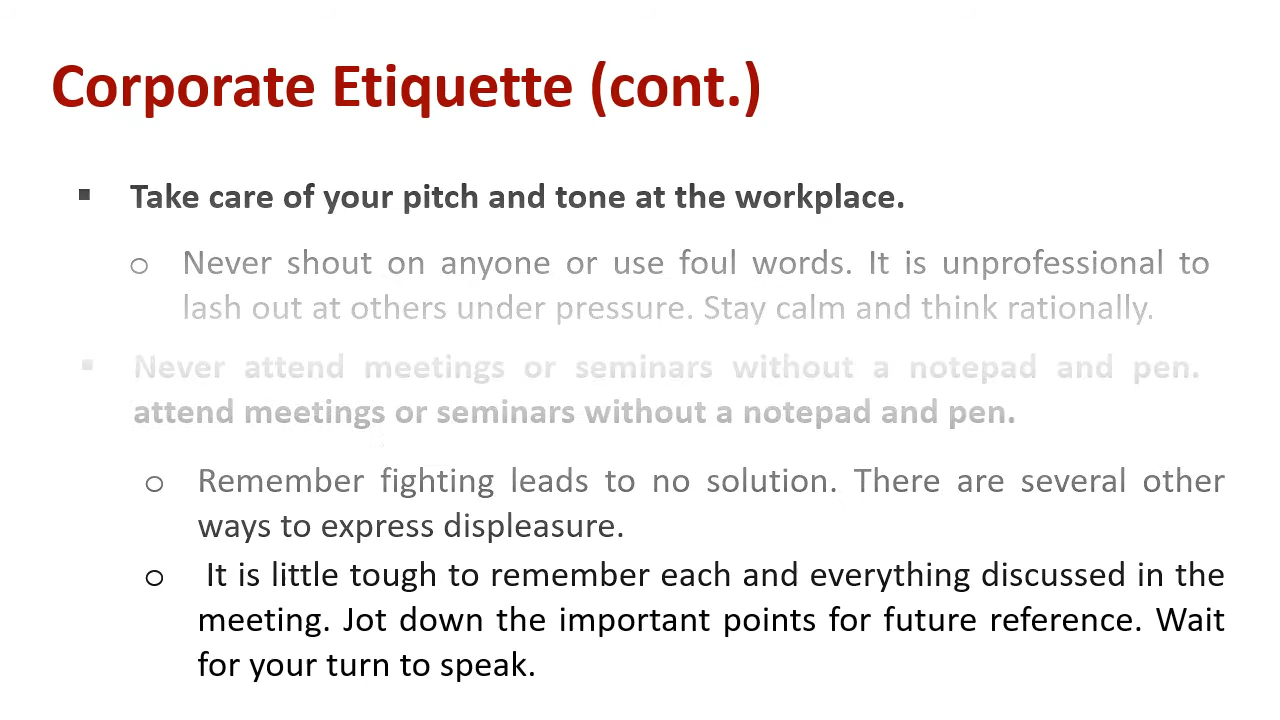 Corporate Etiquette (cont.)
▪ Take care of your pitch and tone at the workplace.
o Never shout on anyone or use foul words. It is unprofessional to
lash out at others under pressure. Stay calm and think rationally.
▪ Never attend meetings or seminars without a notepad and pen.
attend meetings or seminars without a notepad and pen.
o Remember fighting leads to no solution. There are several other
ways to express displeasure.
o It is little tough to remember each and everything discussed in the
meeting. Jot down the important points for future reference. Wait
for your turn to speak.